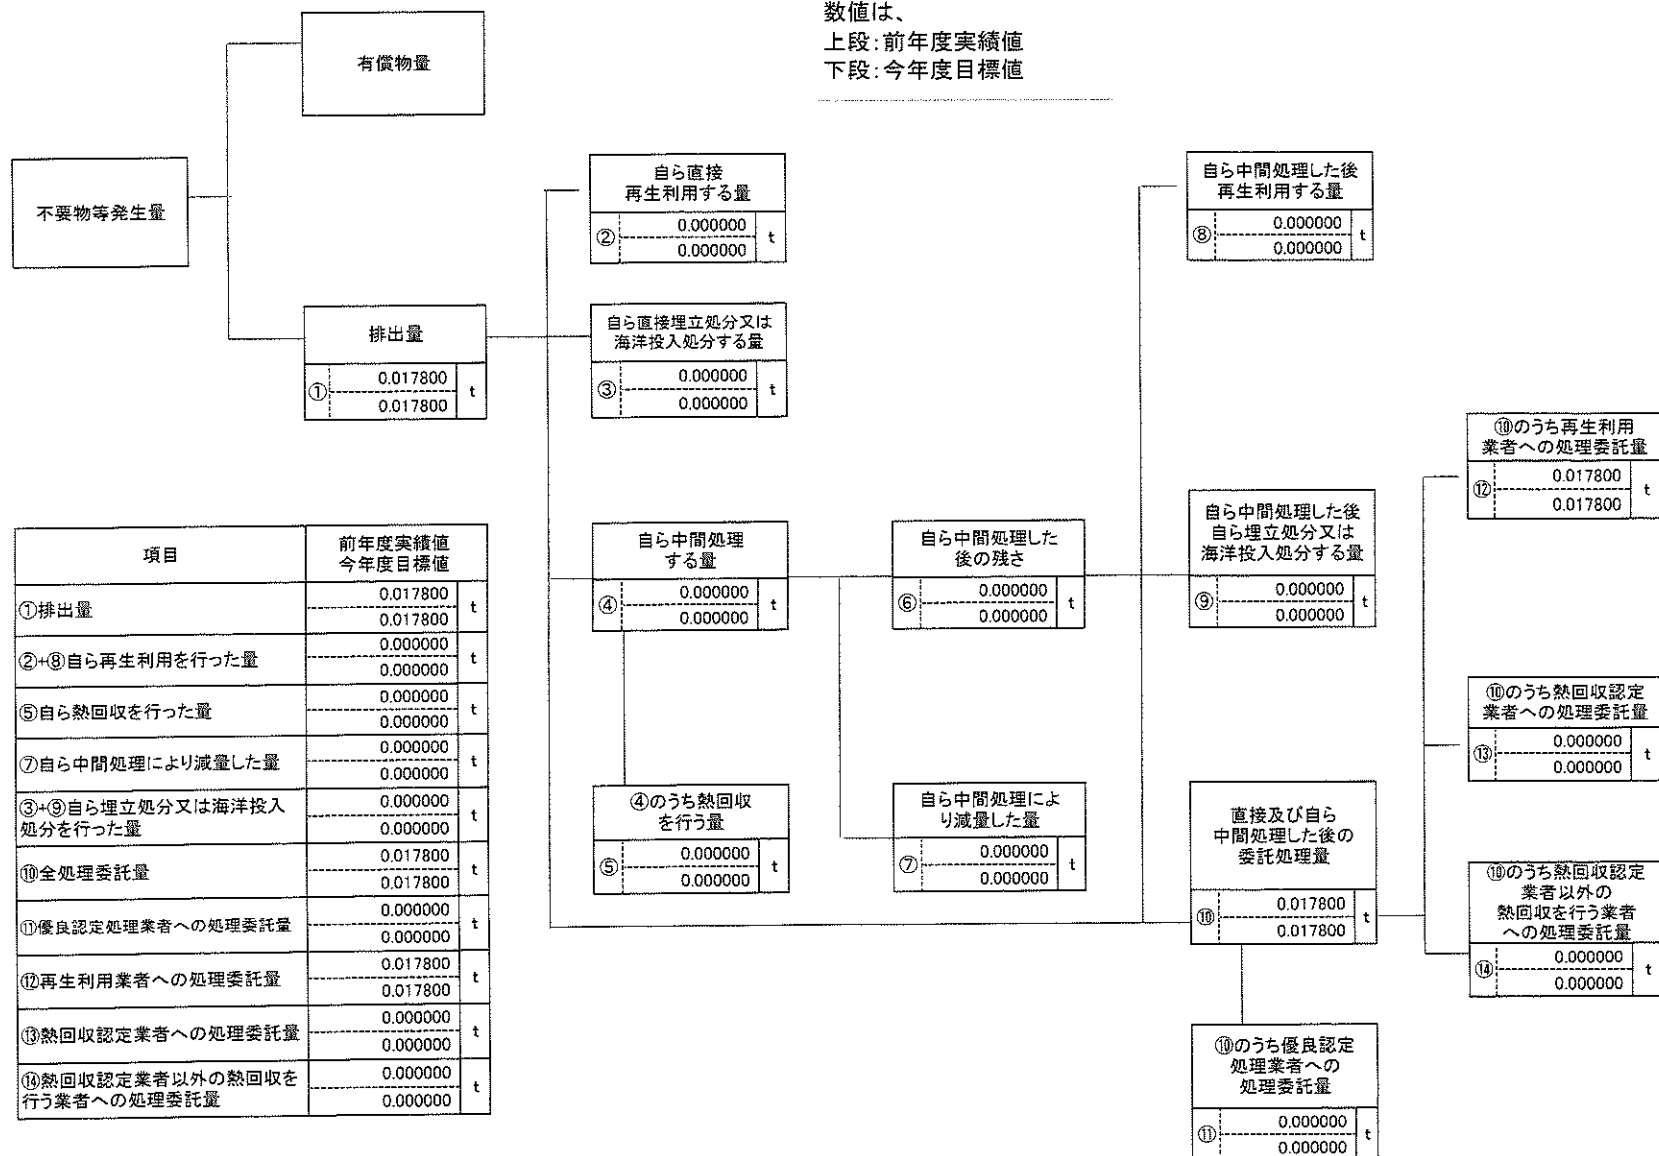 数値は、
上段:前年度実績値
下段:今年度目標値
有償物量
不要物等発生量
排出量
① 0.017800 t
0.017800
自ら直接
再生利用する量
② 0.000000 t
0.000000
自ら直接埋立処分又は
海洋投入処分する量
③ 0.000000 t
0.000000
自ら中間処理
する量
④ 0.000000 t
0.000000
④のうち熱回収
を行う量
⑤ 0.000000 t
0.000000
自ら中間処理した
後の残さ
⑥ 0.000000 t
0.000000
自ら中間処理によ
り減量した量
⑦ 0.000000 t
0.000000
自ら中間処理した後
再生利用する量
⑧ 0.000000 t
0.000000
自ら中間処理した後
自ら埋立処分又は
海洋投入処分する量
⑨ 0.000000 t
0.000000
直接及び自ら
中間処理した後の
委託処理量
⑩ 0.017800 t
0.017800
⑩のうち優良認定
処理業者への
処理委託量
⑪ 0.000000 t
0.000000
⑩のうち再生利用
業者への処理委託量
⑫ 0.017800 t
0.017800
⑩のうち熱回収認定
業者への処理委託量
⑬ 0.000000 t
0.000000
⑩のうち熱回収認定
業者以外の
熱回収を行う業者
への処理委託量
⑭ 0.000000 t
0.000000
項目 前年度実績値
今年度目標値
①排出量 0.017800 t
0.017800
②+⑧自ら再生利用を行った量 0.000000 t
0.000000
⑤自ら熱回収を行った量 0.000000 t
0.000000
⑦自ら中間処理により減量した量 0.000000 t
0.000000
③+⑨自ら埋立処分又は海洋投入 0.000000 t
処分を行った量 0.000000
⑩全処理委託量 0.017800 t
0.017800
⑪優良認定処理業者への処理委託量 0.000000 t
0.000000
⑫再生利用業者への処理委託量 0.017800 t
0.017800
⑬熱回収認定業者への処理委託量 0.000000 t
0.000000
⑭熱回収認定業者以外の熱回収を 0.000000 t
行う業者への処理委託量 0.000000